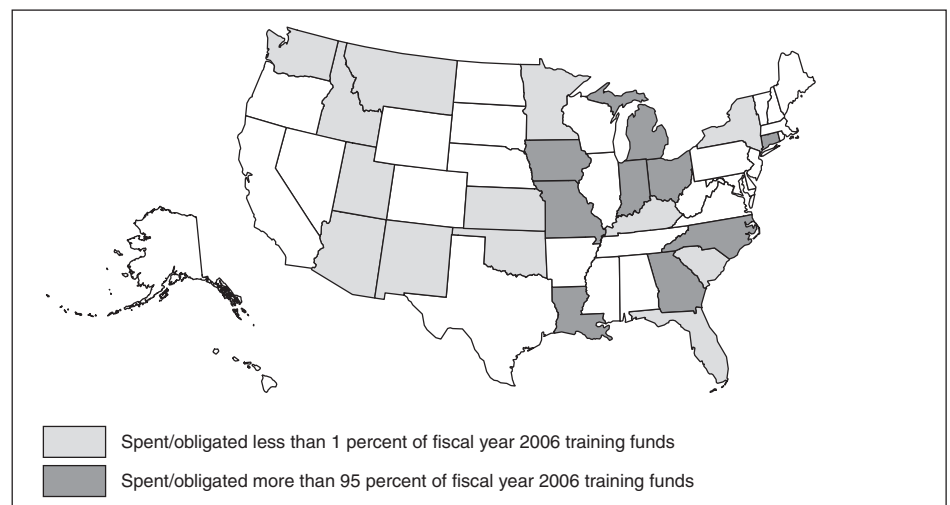 Spent/obligated less than 1 percent of fiscal year 2006 training funds
Spent/obligated more than 95 percent of fiscal year 2006 training funds